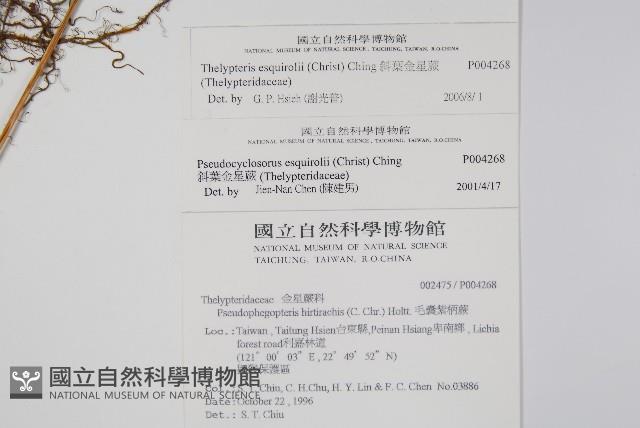 國立自然科學博物館
NATIONAL MUSEUM OF NATURAL SCIENCE, TAICHUNG, TAIWAN, R.O.CHINA
Thelypteris esquirolii (Christ) Ching 斜葉金星蕨 P004268
(Thelypteridaceae)
Det. by G. P. Hsieh (謝光普) 2006/8/1
國立自然科學博物館
NATIONAL MUSEUM OF NATURAL SCIENCE, TAICHUNG, TAIWAN, R.O.CHINA
Pseudocyclosorus esquirolii (Christ) Ching P004268
斜葉金星蕨 (Thelypteridaceae)
Det. by Jien-Nan Chen (陳建男) 2001/4/17
國立自然科學博物館
NATIONAL MUSEUM OF NATURAL SCIENCE
TAICHUNG, TAIWAN, R.O.CHINA
002475 / P004268
Thelypteridaceae 金星蕨科
Pseudophegopteris hirtirachis (C. Chr.) Holtt. 毛囊紫柄蕨
Loc.: Taiwan , Taitung Hsien台東縣,Peinan Hsiang卑南鄉 , Lichia
forest road利嘉林道
(121° 00' 03" E , 22° 49' 52" N)
保護區
Col.: S. T. Chiu, C. H.Chu, H. Y. Lin & F. C. Chen No.03886
Date:October 22 , 1996
Det.: S. T. Chiu
國立自然科學博物館
NATIONAL MUSEUM OF NATURAL SCIENCE